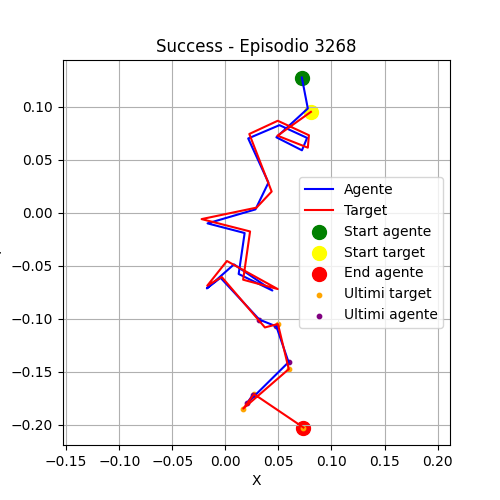 Success - Episodio 3268
0.10
0.05
0.00
−0.05
−0.10
−0.15
−0.20
Agente
Target
Start agente
Start target
End agente
Ultimi target
Ultimi agente
−0.15 −0.10 −0.05 0.00 0.05 0.10 0.15 0.20
X